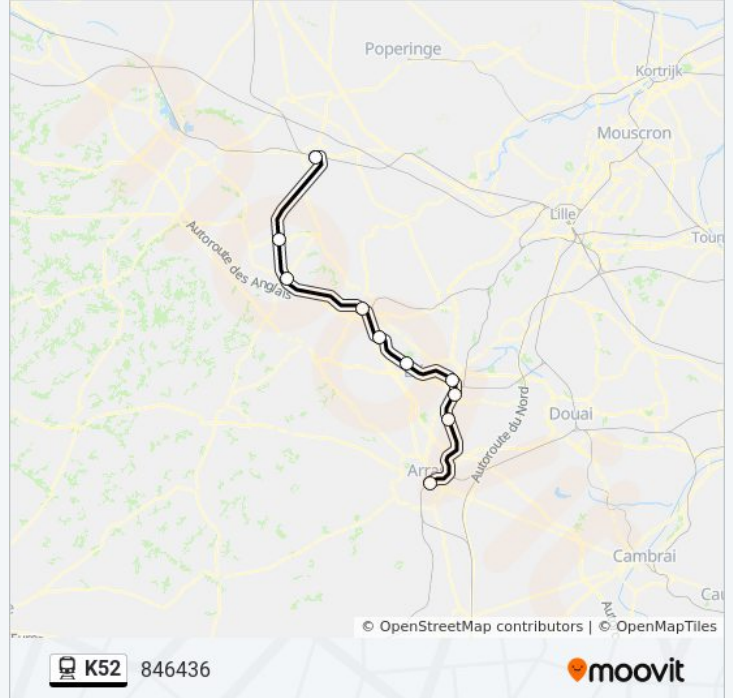 Poperinge
Kortrijk
Mouscron
Lille
Tour
Autoroute des Anglais
Autoroute du Nord
Douai
Arra
Cambrai
Cau
Au
© OpenStreetMap contributors | © OpenMapTiles
K52 846436 moovit